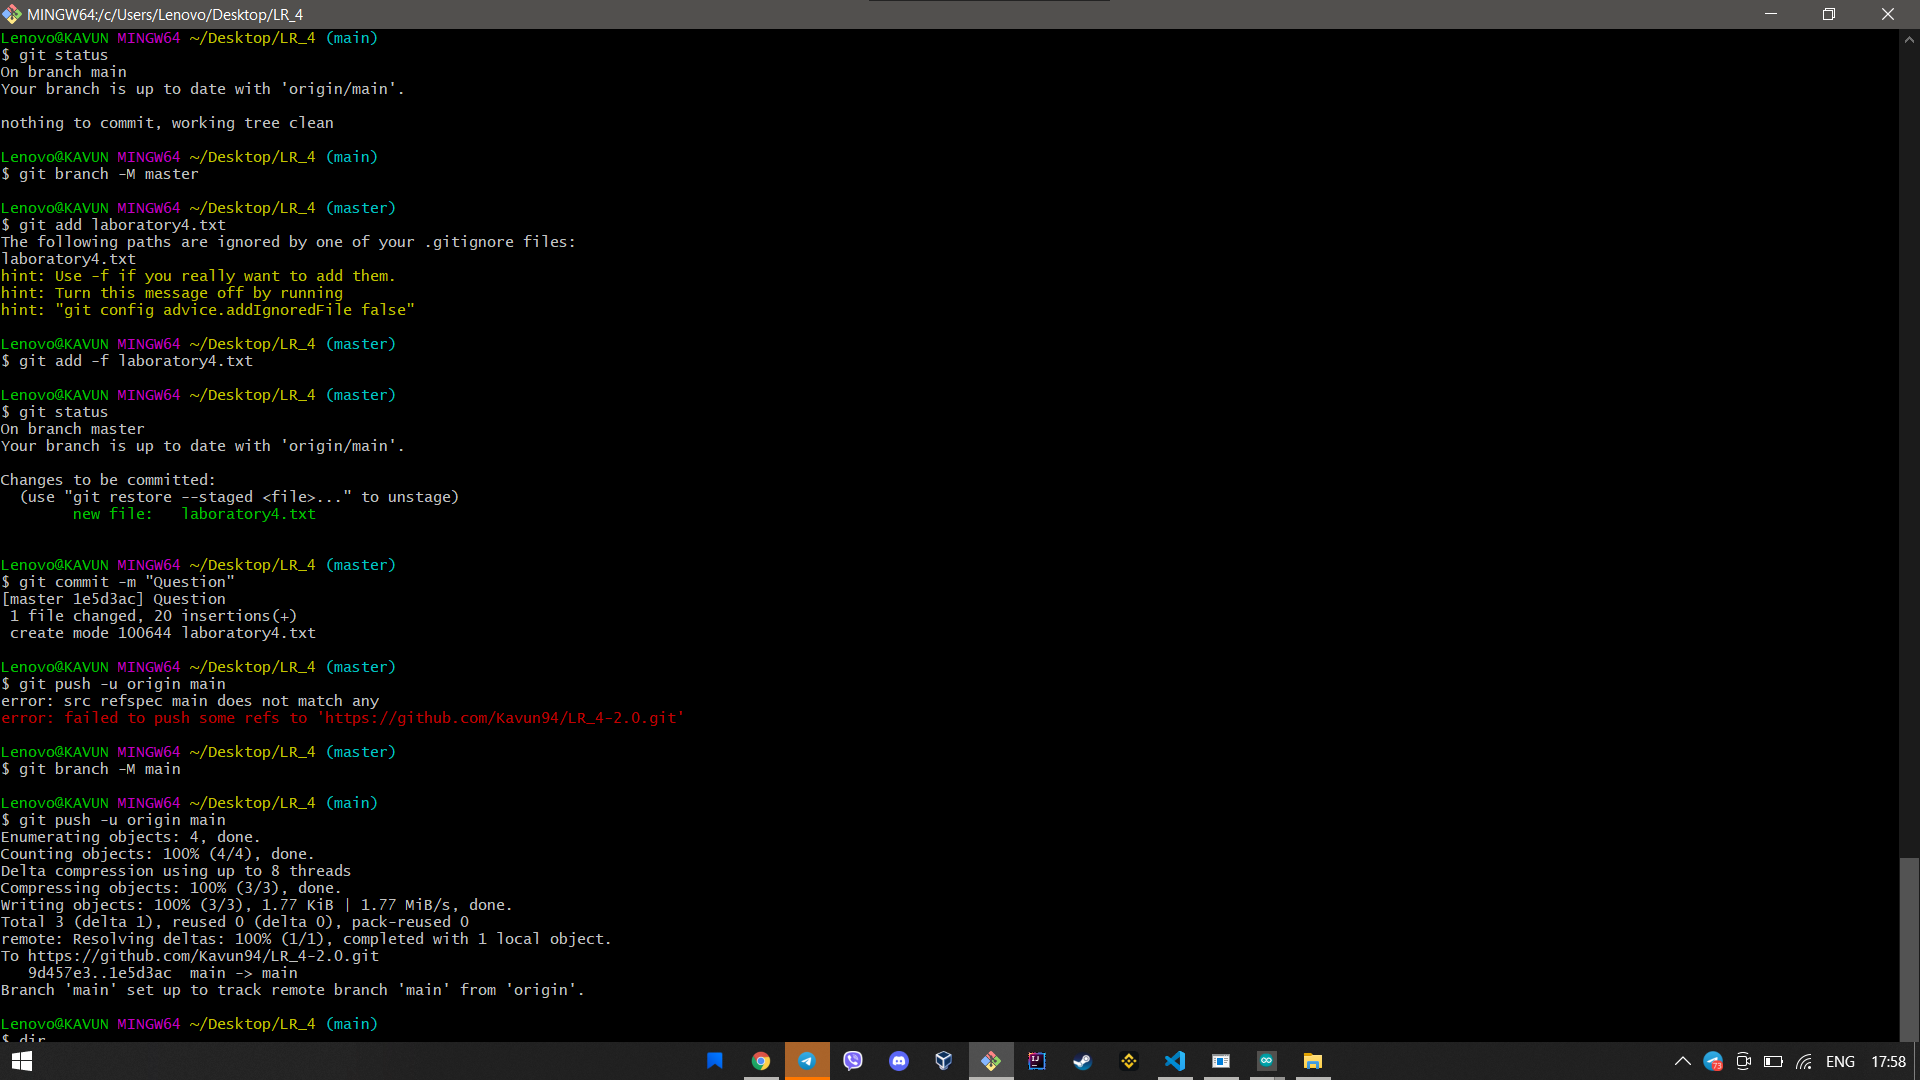 MINGW64:/c/Users/Lenovo/Desktop/LR_4
Lenovo@KAVUN MINGW64 ~/Desktop/LR_4 (main)
$ git status
On branch main
Your branch is up to date with 'origin/main'.
nothing to commit, working tree clean
Lenovo@KAVUN MINGW64 ~/Desktop/LR_4 (main)
$ git branch -M master
Lenovo@KAVUN MINGW64 ~/Desktop/LR_4 (master)
$ git add laboratory4.txt
The following paths are ignored by one of your .gitignore files:
laboratory4.txt
hint: Use -f if you really want to add them.
hint: Turn this message off by running
hint: "git config advice.addIgnoredFile false"
Lenovo@KAVUN MINGW64 ~/Desktop/LR_4 (master)
$ git add -f laboratory4.txt
Lenovo@KAVUN MINGW64 ~/Desktop/LR_4 (master)
$ git status
On branch master
Your branch is up to date with 'origin/main'.
Changes to be committed:
  (use "git restore --staged <file>..." to unstage)
        new file:   laboratory4.txt
Lenovo@KAVUN MINGW64 ~/Desktop/LR_4 (master)
$ git commit -m "Question"
[master 1e5d3ac] Question
 1 file changed, 20 insertions(+)
 create mode 100644 laboratory4.txt
Lenovo@KAVUN MINGW64 ~/Desktop/LR_4 (master)
$ git push -u origin main
error: src refspec main does not match any
error: failed to push some refs to 'https://github.com/Kavun94/LR_4-2.0.git'
Lenovo@KAVUN MINGW64 ~/Desktop/LR_4 (master)
$ git branch -M main
Lenovo@KAVUN MINGW64 ~/Desktop/LR_4 (main)
$ git push -u origin main
Enumerating objects: 4, done.
Counting objects: 100% (4/4), done.
Delta compression using up to 8 threads
Compressing objects: 100% (3/3), done.
Writing objects: 100% (3/3), 1.77 KiB | 1.77 MiB/s, done.
Total 3 (delta 1), reused 0 (delta 0), pack-reused 0
remote: Resolving deltas: 100% (1/1), completed with 1 local object.
To https://github.com/Kavun94/LR_4-2.0.git
   9d457e3..1e5d3ac  main -> main
Branch 'main' set up to track remote branch 'main' from 'origin'.
Lenovo@KAVUN MINGW64 ~/Desktop/LR_4 (main)
$ dir
73
ENG
17:58